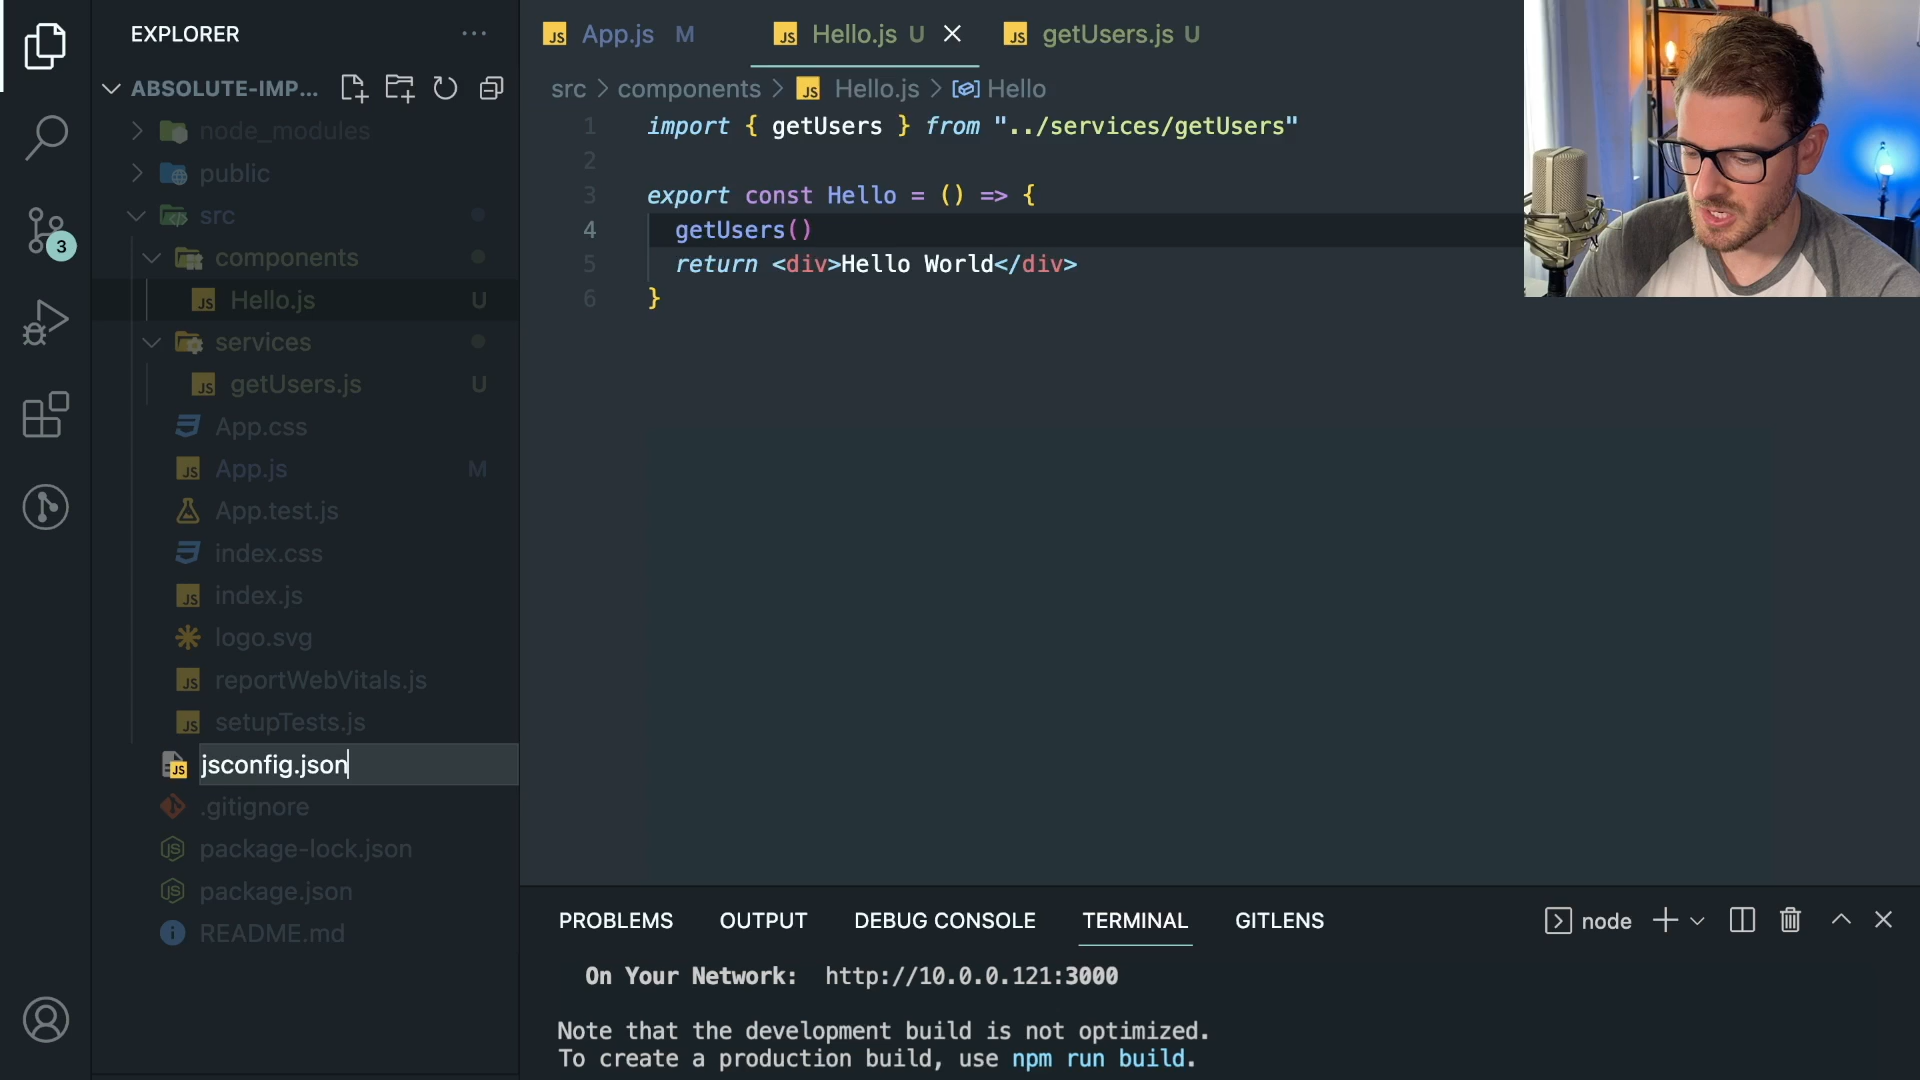 EXPLORER
ABSOLUTE-IMP...
node_modules
public
src
components
Hello.js U
services
getUsers.js U
App.css
App.js M
App.test.js
index.css
index.js
logo.svg
reportWebVitals.js
setupTests.js
jsconfig.json
.gitignore
package-lock.json
package.json
README.md
3
App.js M
Hello.js U
getUsers.js U
src > components > JS Hello.js > Hello
1 import { getUsers } from "../services/getUsers"
2
3 export const Hello = () => {
4 getUsers()
5 return <div>Hello World</div>
6 }
PROBLEMS OUTPUT DEBUG CONSOLE TERMINAL GITLENS
node
On Your Network: http://10.0.0.121:3000
Note that the development build is not optimized.
To create a production build, use npm run build.